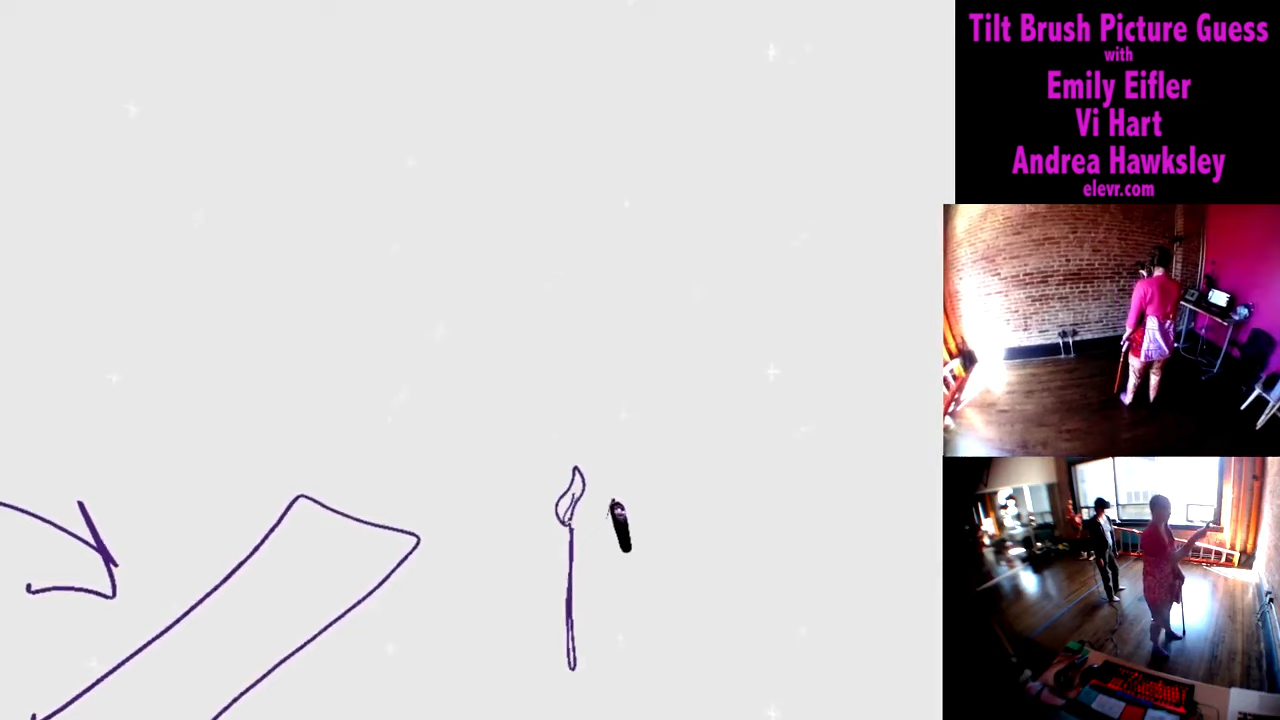 Tilt Brush Picture Guess
with
Emily Eifler
Vi Hart
Andrea Hawksley
elevr.com